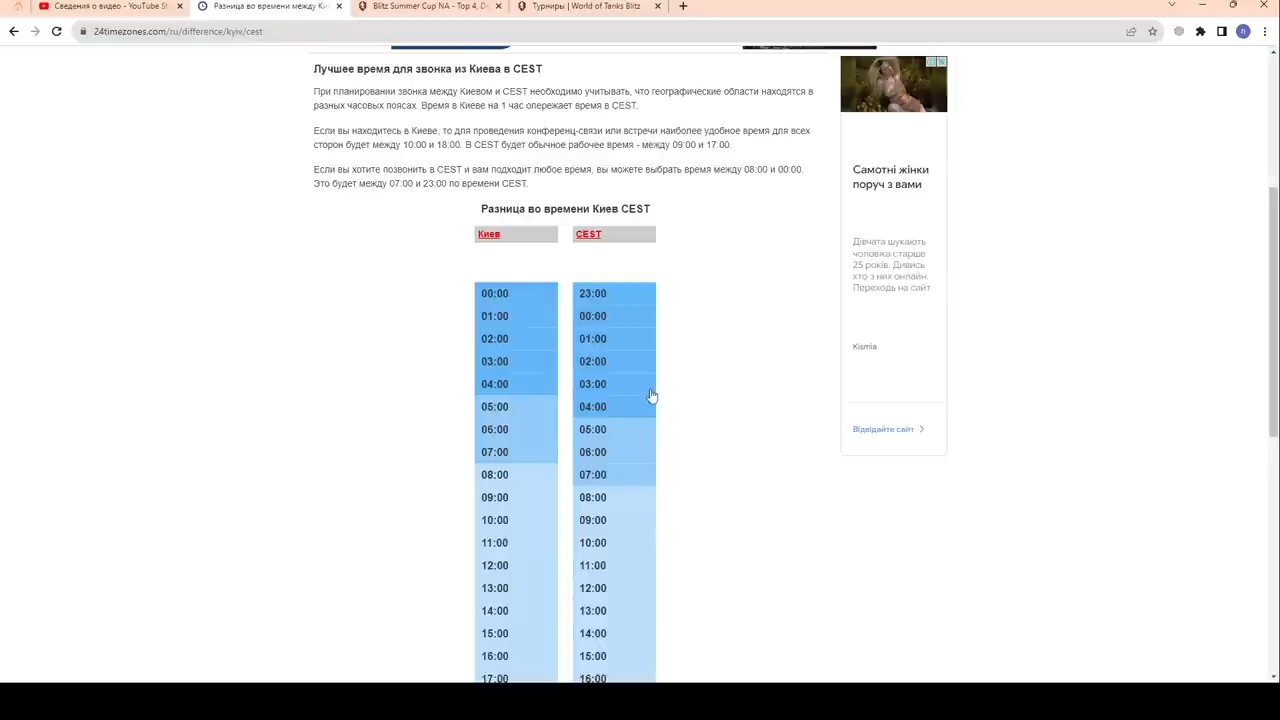 Сведения о видео - YouTube St
Разница во времени между Ки
Blitz Summer Cup NA - Top 4, D
Турниры | World of Tanks Blitz
24timezones.com/ru/difference/kyiv/cest
Лучшее время для звонка из Киева в CEST
При планировании звонка между Киевом и CEST необходимо учитывать, что географические области находятся в
разных часовых поясах. Время в Киеве на 1 час опережает время в CEST.
Если вы находитесь в Киеве, то для проведения конференц-связи или встречи наиболее удобное время для всех
сторон будет между 10:00 и 18:00. В CEST будет обычное рабочее время - между 09:00 и 17:00.
Если вы хотите позвонить в CEST и вам подходит любое время, вы можете выбрать время между 08:00 и 00:00.
Это будет между 07:00 и 23:00 по времени CEST.
Разница во времени Киев CEST
Киев CEST
00:00 23:00
01:00 00:00
02:00 01:00
03:00 02:00
04:00 03:00
05:00 04:00
06:00 05:00
07:00 06:00
08:00 07:00
09:00 08:00
10:00 09:00
11:00 10:00
12:00 11:00
13:00 12:00
14:00 13:00
15:00 14:00
16:00 15:00
17:00 16:00
Самотні жінки
поруч з вами
Дівчата шукають
чоловіка старше
25 років. Дивись
хто з них онлайн.
Переходь на сайт
Kismia
Відвідайте сайт